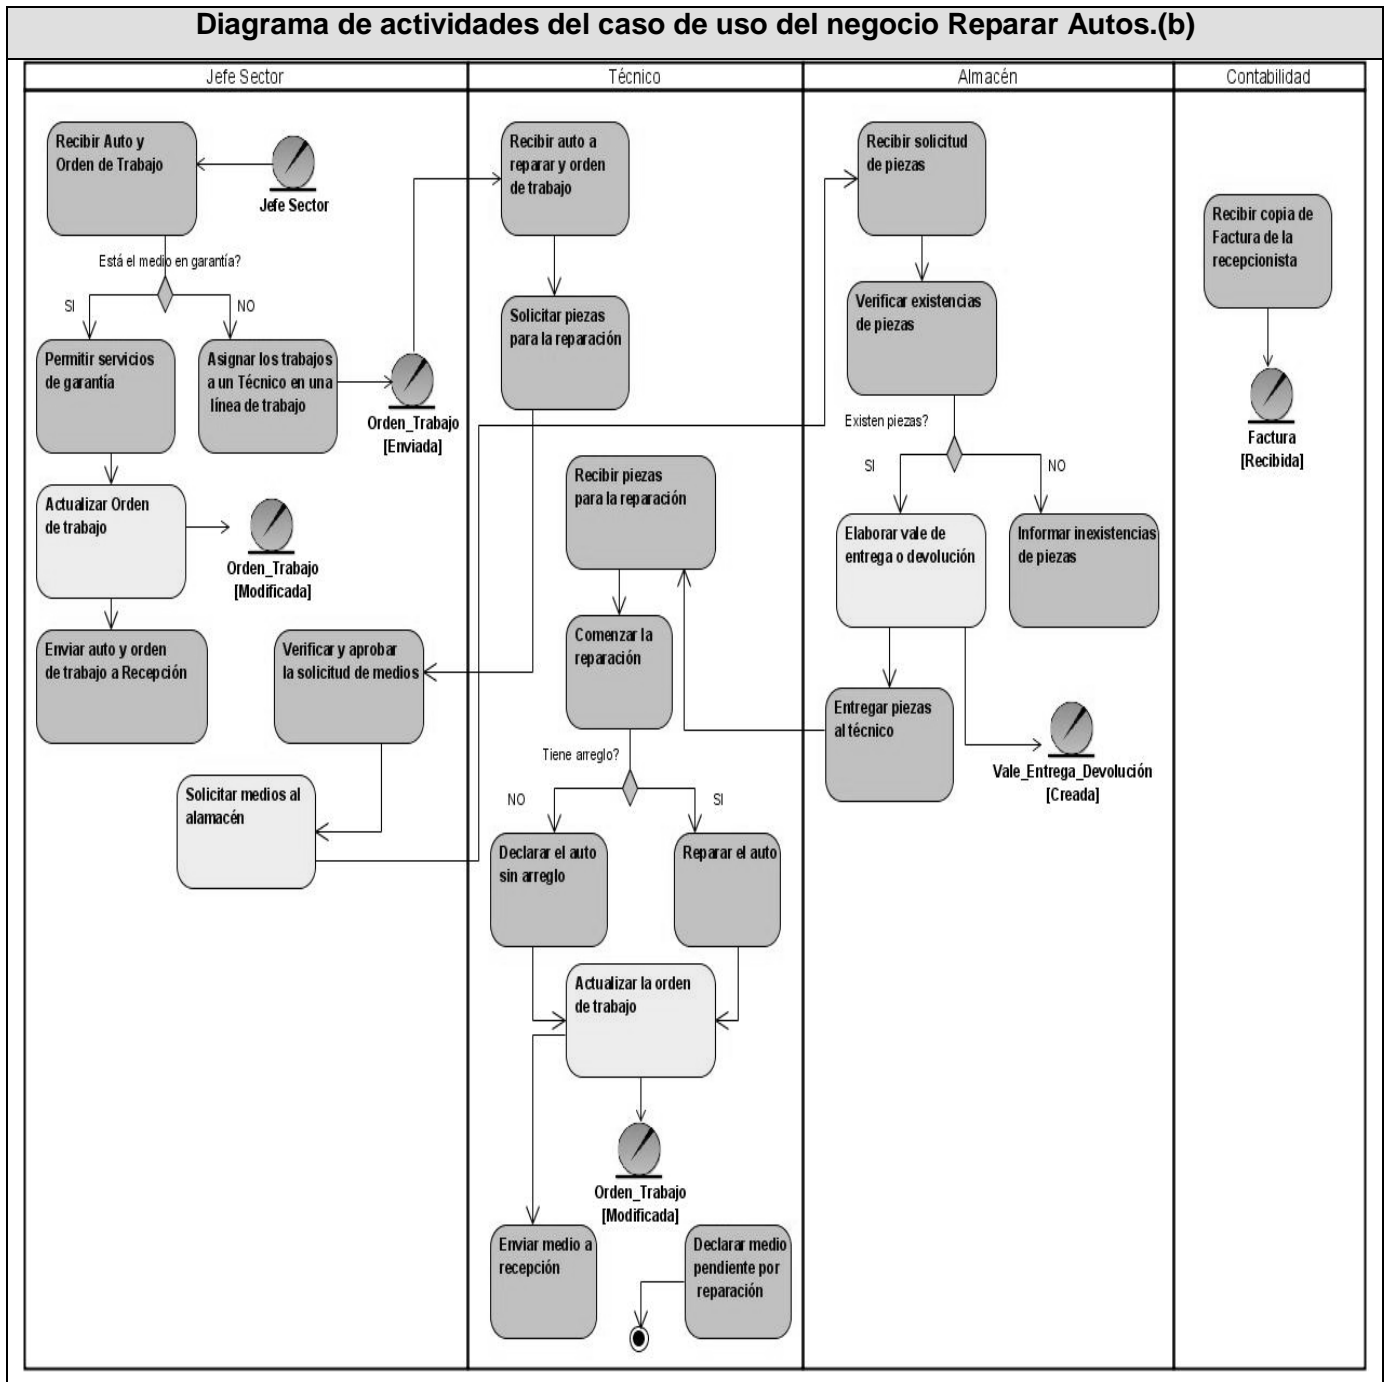 Diagrama de actividades del caso de uso del negocio Reparar Autos.(b)
Jefe Sector
Técnico
Almacén
Contabilidad
Recibir Auto y
Orden de Trabajo
Jefe Sector
Está el medio en garantía?
SI
NO
Permitir servicios
de garantía
Asignar los trabajos
a un Técnico en una
línea de trabajo
Orden_Trabajo
[Enviada]
Actualizar Orden
de trabajo
Orden_Trabajo
[Modificada]
Enviar auto y orden
de trabajo a Recepción
Verificar y aprobar
la solicitud de medios
Solicitar medios al
alamacén
Recibir auto a
reparar y orden
de trabajo
Solicitar piezas
para la reparación
Recibir piezas
para la reparación
Comenzar la
reparación
Tiene arreglo?
NO
SI
Declarar el auto
sin arreglo
Reparar el auto
Actualizar la orden
de trabajo
Orden_Trabajo
[Modificada]
Enviar medio a
recepción
Declarar medio
pendiente por
reparación
Recibir solicitud
de piezas
Verificar existencias
de piezas
Existen piezas?
SI
NO
Elaborar vale de
entrega o devolución
Informar inexistencias
de piezas
Entregar piezas
al técnico
Vale_Entrega_Devolución
[Creada]
Recibir copia de
Factura de la
recepcionista
Factura
[Recibida]